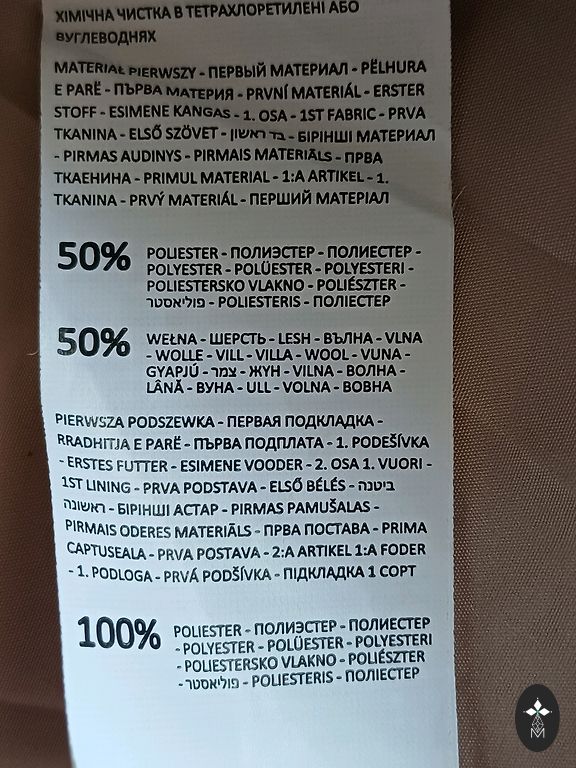 ХІМІЧНА ЧИСТКА В ТЕТРАХЛОРЕТИЛЕНІ АБО
ВУГЛЕВОДНЯХ
MATERIAŁ PIERWSZY - ПЕРВЫЙ МАТЕРИАЛ - PËLHURA
E PARË - ПЪРВА МАТЕРИЯ - PRVNÍ MATERIÁL - ERSTER
STOFF - ESIMENE KANGAS - 1. OSA - 1ST FABRIC - PRVA
TKANINA - ELSŐ SZÖVET - בד ראשון - БІРІНШІ МАТЕРИАЛ
- PIRMAS AUDINYS - PIRMAIS MATERIĀLS - ПРВА
ТКАЕНИНА - PRIMUL MATERIAL - 1:A ARTIKEL - 1.
TKANINA - PRVÝ MATERIÁL - ПЕРШИЙ МАТЕРІАЛ
50% POLIESTER - ПОЛИЭСТЕР - ПОЛИЕСТЕР -
POLYESTER - POLÜESTER - POLYESTERI -
POLIESTERSKO VLAKNO - POLIÉSZTER -
פוליאסטר - POLIESTERIS - ПОЛІЕСТЕР
50% WEŁNA - ШЕРСТЬ - LESH - ВЪЛНА - VLNA
- WOLLE - VILL - VILLA - WOOL - VUNA -
GYAPJÚ - צמר - ЖҮН - VILNA - ВОЛНА -
LÂNĂ - ВУНА - ULL - VOLNA - ВОВНА
PIERWSZA PODSZEWKA - ПЕРВАЯ ПОДКЛАДКА -
RRADHITJA E PARË - ПЪРВА ПОДПЛАТА - 1. PODEŠÍVKA
- ERSTES FUTTER - ESIMENE VOODER - 2. OSA 1. VUORI -
1ST LINING - PRVA PODSTAVA - ELSŐ BÉLÉS - ביטנה
ראשונה - БІРІНШІ АСТАР - PIRMAS PAMUŠALAS -
PIRMAIS ODERES MATERIĀLS - ПРВА ПОСТАВА - PRIMA
CAPTUSEALA - PRVA POSTAVA - 2:A ARTIKEL 1:A FODER
- 1. PODLOGA - PRVÁ PODŠÍVKA - ПІДКЛАДКА 1 СОРТ
100% POLIESTER - ПОЛИЭСТЕР - ПОЛИЕСТЕР
- POLYESTER - POLÜESTER - POLYESTERI
- POLIESTERSKO VLAKNO - POLIÉSZTER
- פוליאסטר - POLIESTERIS - ПОЛІЕСТЕР
M